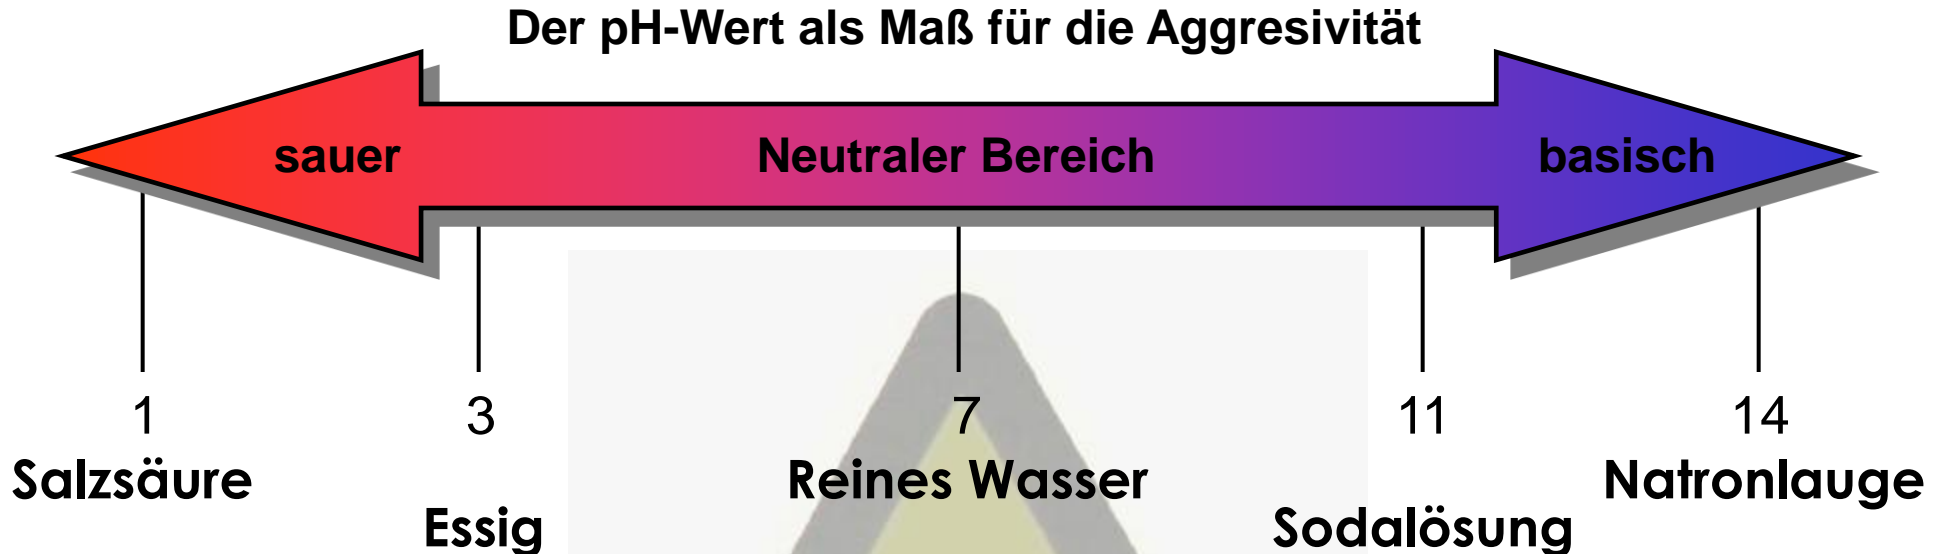 Der pH-Wert als Maß für die Aggresivität
sauer Neutraler Bereich basisch
1 3 7 11 14
Salzsäure Reines Wasser Natronlauge
Essig Sodalösung